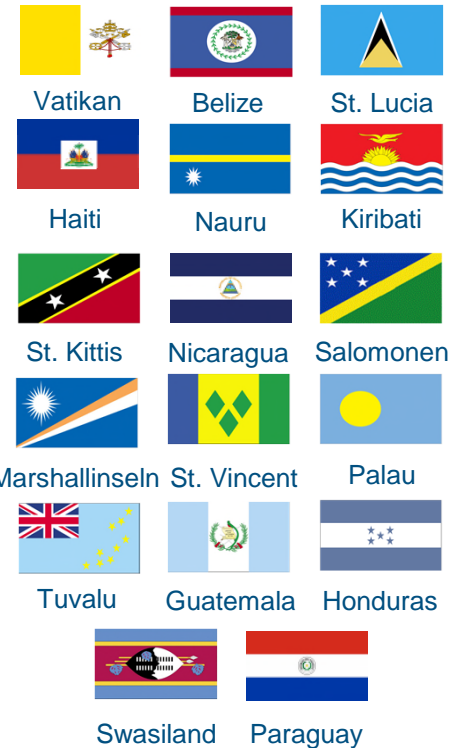 Vatikan Belize St. Lucia
Haiti Nauru Kiribati
St. Kittis Nicaragua Salomonen
Marshallinseln St. Vincent Palau
Tuvalu Guatemala Honduras
Swasiland Paraguay